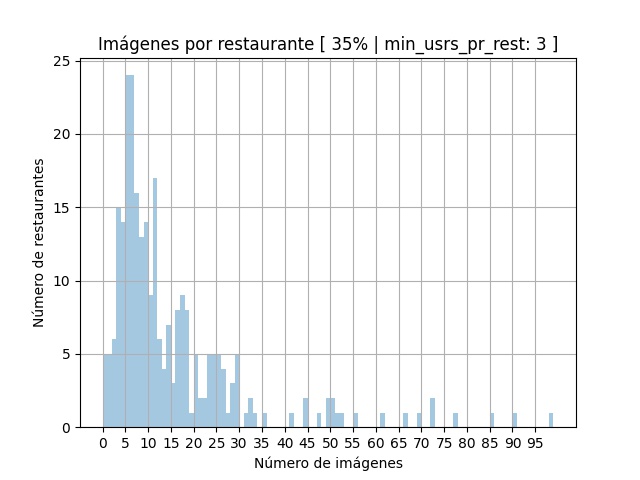 Imágenes por restaurante [ 35% | min_usrs_pr_rest: 3 ]
25
20
15
10
5
0
Número de restaurantes
0 5 10 15 20 25 30 35 40 45 50 55 60 65 70 75 80 85 90 95
Número de imágenes